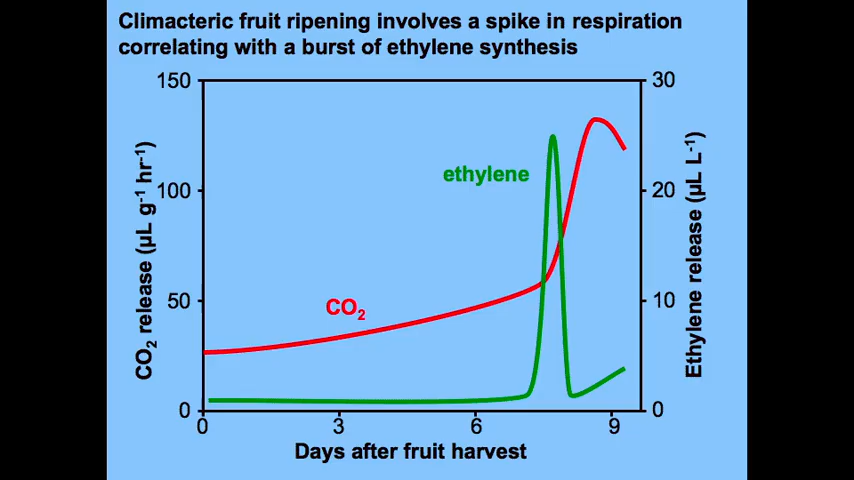 Climacteric fruit ripening involves a spike in respiration
correlating with a burst of ethylene synthesis
150
100
50
0
CO₂ release (µL g⁻¹ hr⁻¹)
30
20
10
0
Ethylene release (µL L⁻¹)
ethylene
CO₂
0 3 6 9
Days after fruit harvest